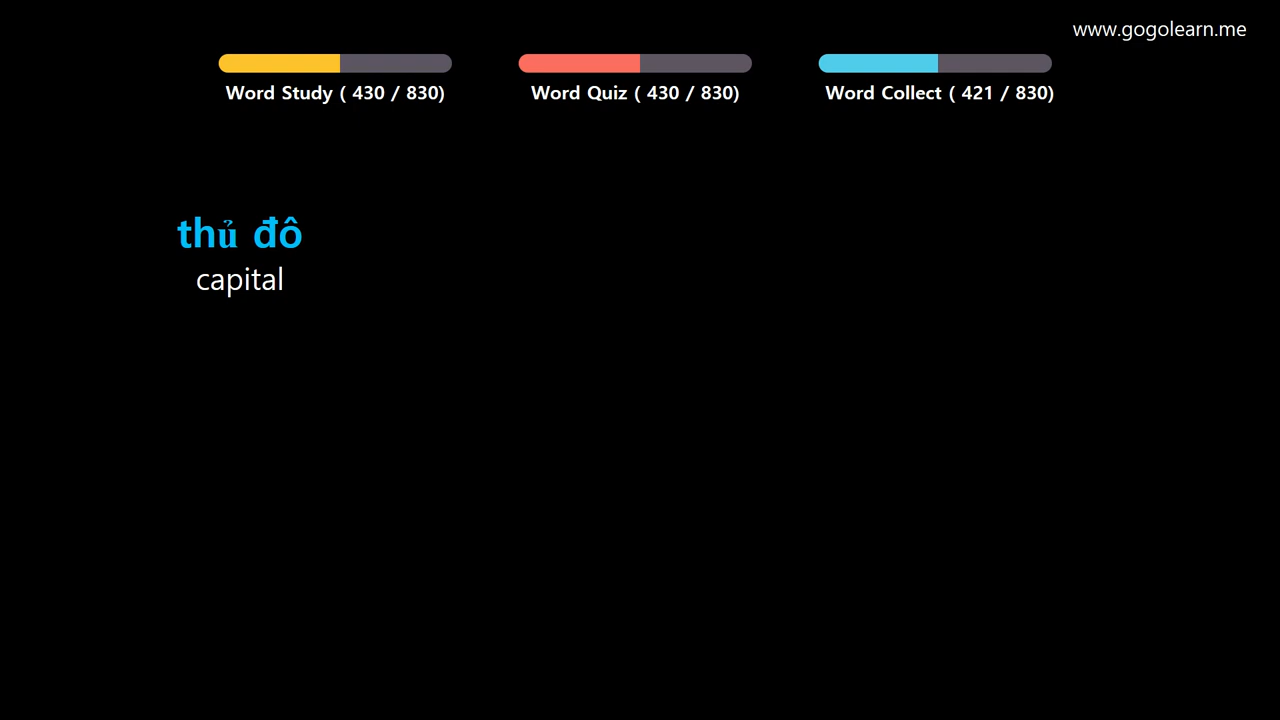 www.gogolearn.me
Word Study ( 430 / 830)
Word Quiz ( 430 / 830)
Word Collect ( 421 / 830)
thủ đô
capital